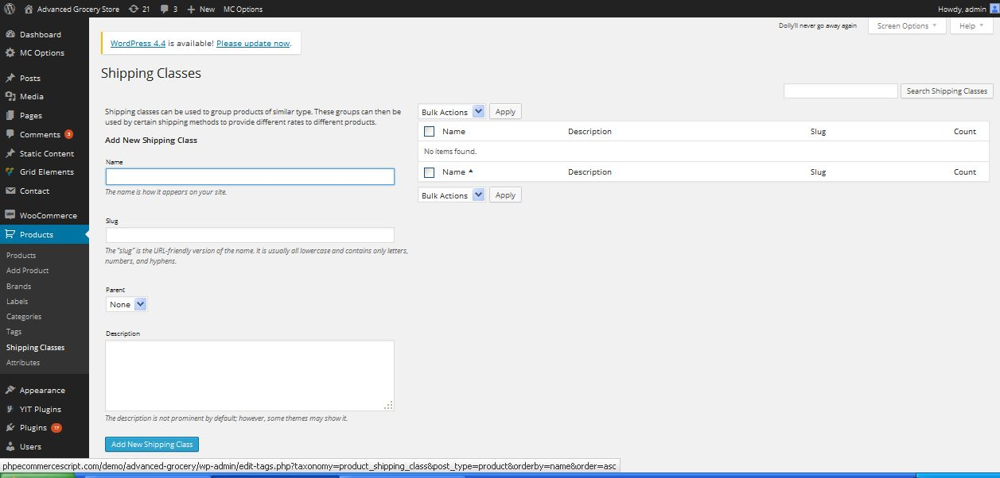 Advanced Grocery Store 21 3 New MC Options Howdy, admin
Dashboard
MC Options
Posts
Media
Pages
Comments 3
Static Content
Grid Elements
Contact
WooCommerce
Products
Products
Add Product
Brands
Labels
Categories
Tags
Shipping Classes
Attributes
Appearance
YIT Plugins
Plugins 17
Users
Dolly'll never go away again
Screen Options
Help
WordPress 4.4 is available! Please update now.
Shipping Classes
Search Shipping Classes
Shipping classes can be used to group products of similar type. These groups can then be
used by certain shipping methods to provide different rates to different products.
Add New Shipping Class
Name
The name is how it appears on your site.
Slug
The “slug” is the URL-friendly version of the name. It is usually all lowercase and contains only letters,
numbers, and hyphens.
Parent
None
Description
The description is not prominent by default; however, some themes may show it.
Add New Shipping Class
Bulk Actions Apply
Name Description Slug Count
No items found.
Name Description Slug Count
Bulk Actions Apply
phpecommercescript.com/demo/advanced-grocery/wp-admin/edit-tags.php?taxonomy=product_shipping_class&post_type=product&orderby=name&order=asc